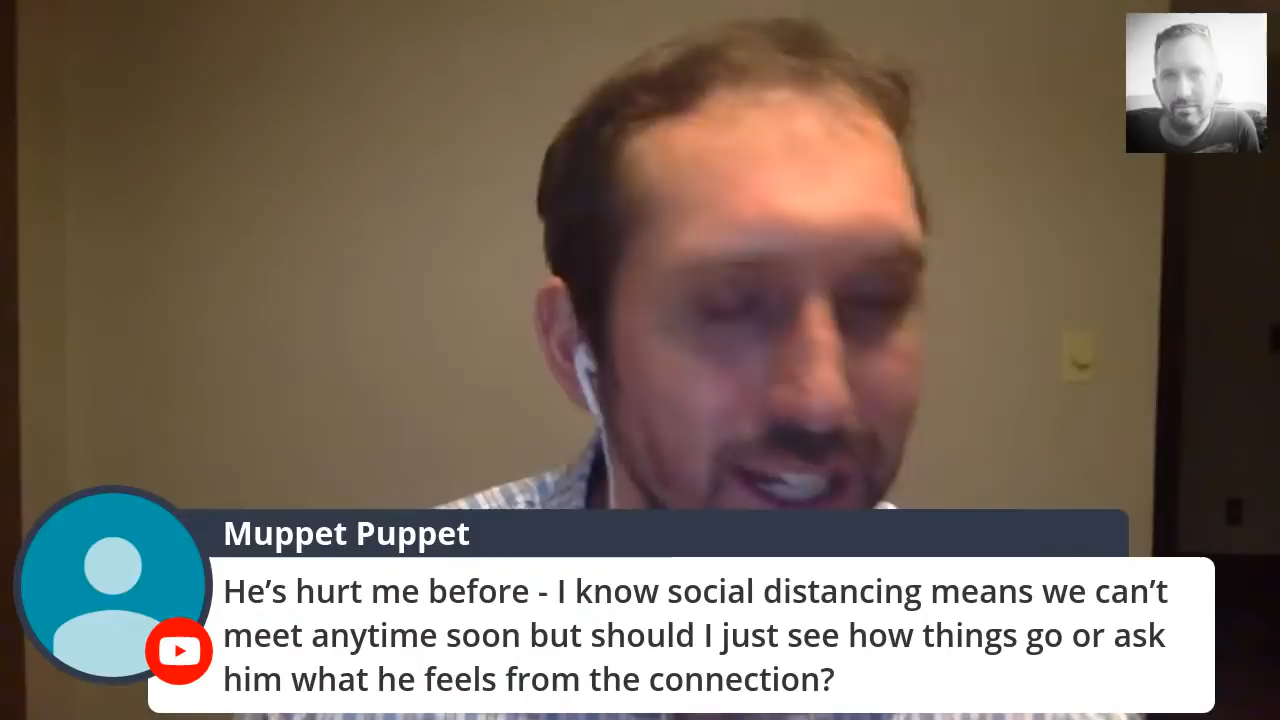 Muppet Puppet
He’s hurt me before - I know social distancing means we can’t
meet anytime soon but should I just see how things go or ask
him what he feels from the connection?